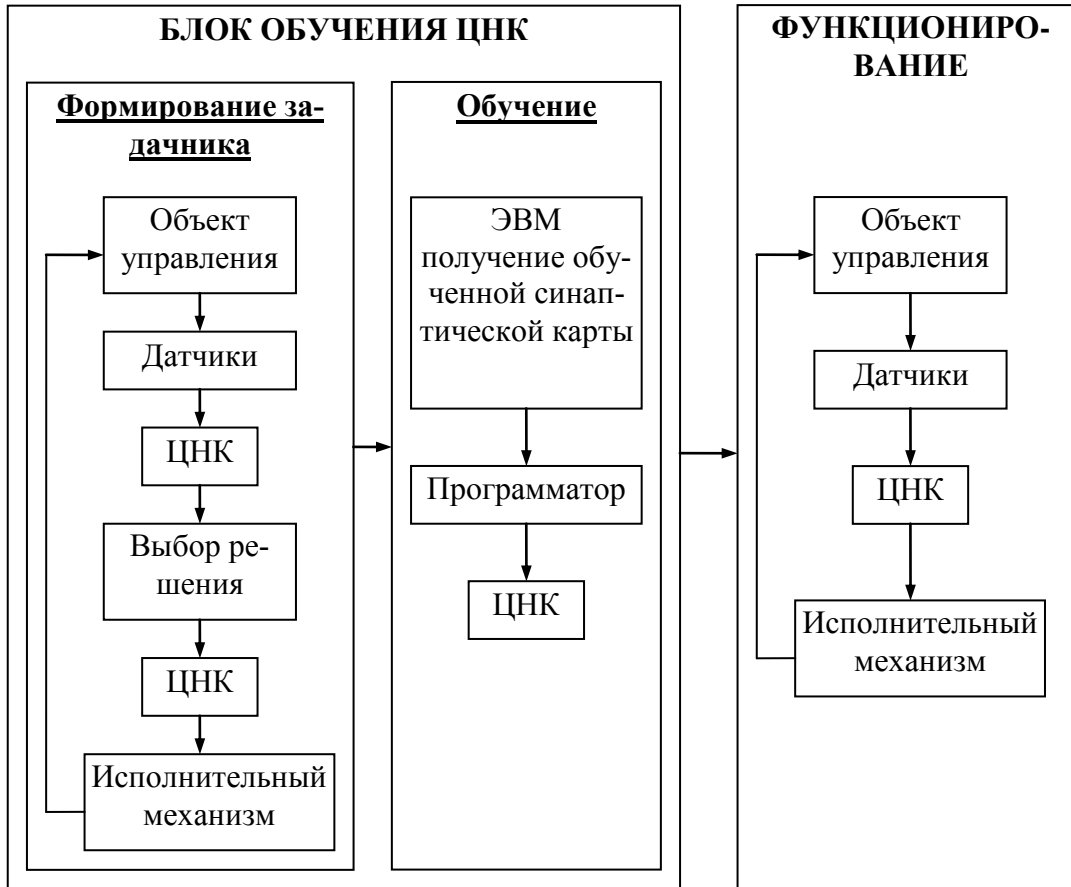 БЛОК ОБУЧЕНИЯ ЦНК
Формирование за-
дачника
Объект
управления
Датчики
ЦНК
Выбор ре-
шения
ЦНК
Исполнительный
механизм
Обучение
ЭВМ
получение обу-
ченной синап-
тической карты
Программатор
ЦНК
ФУНКЦИОНИРО-
ВАНИЕ
Объект
управления
Датчики
ЦНК
Исполнительный
механизм